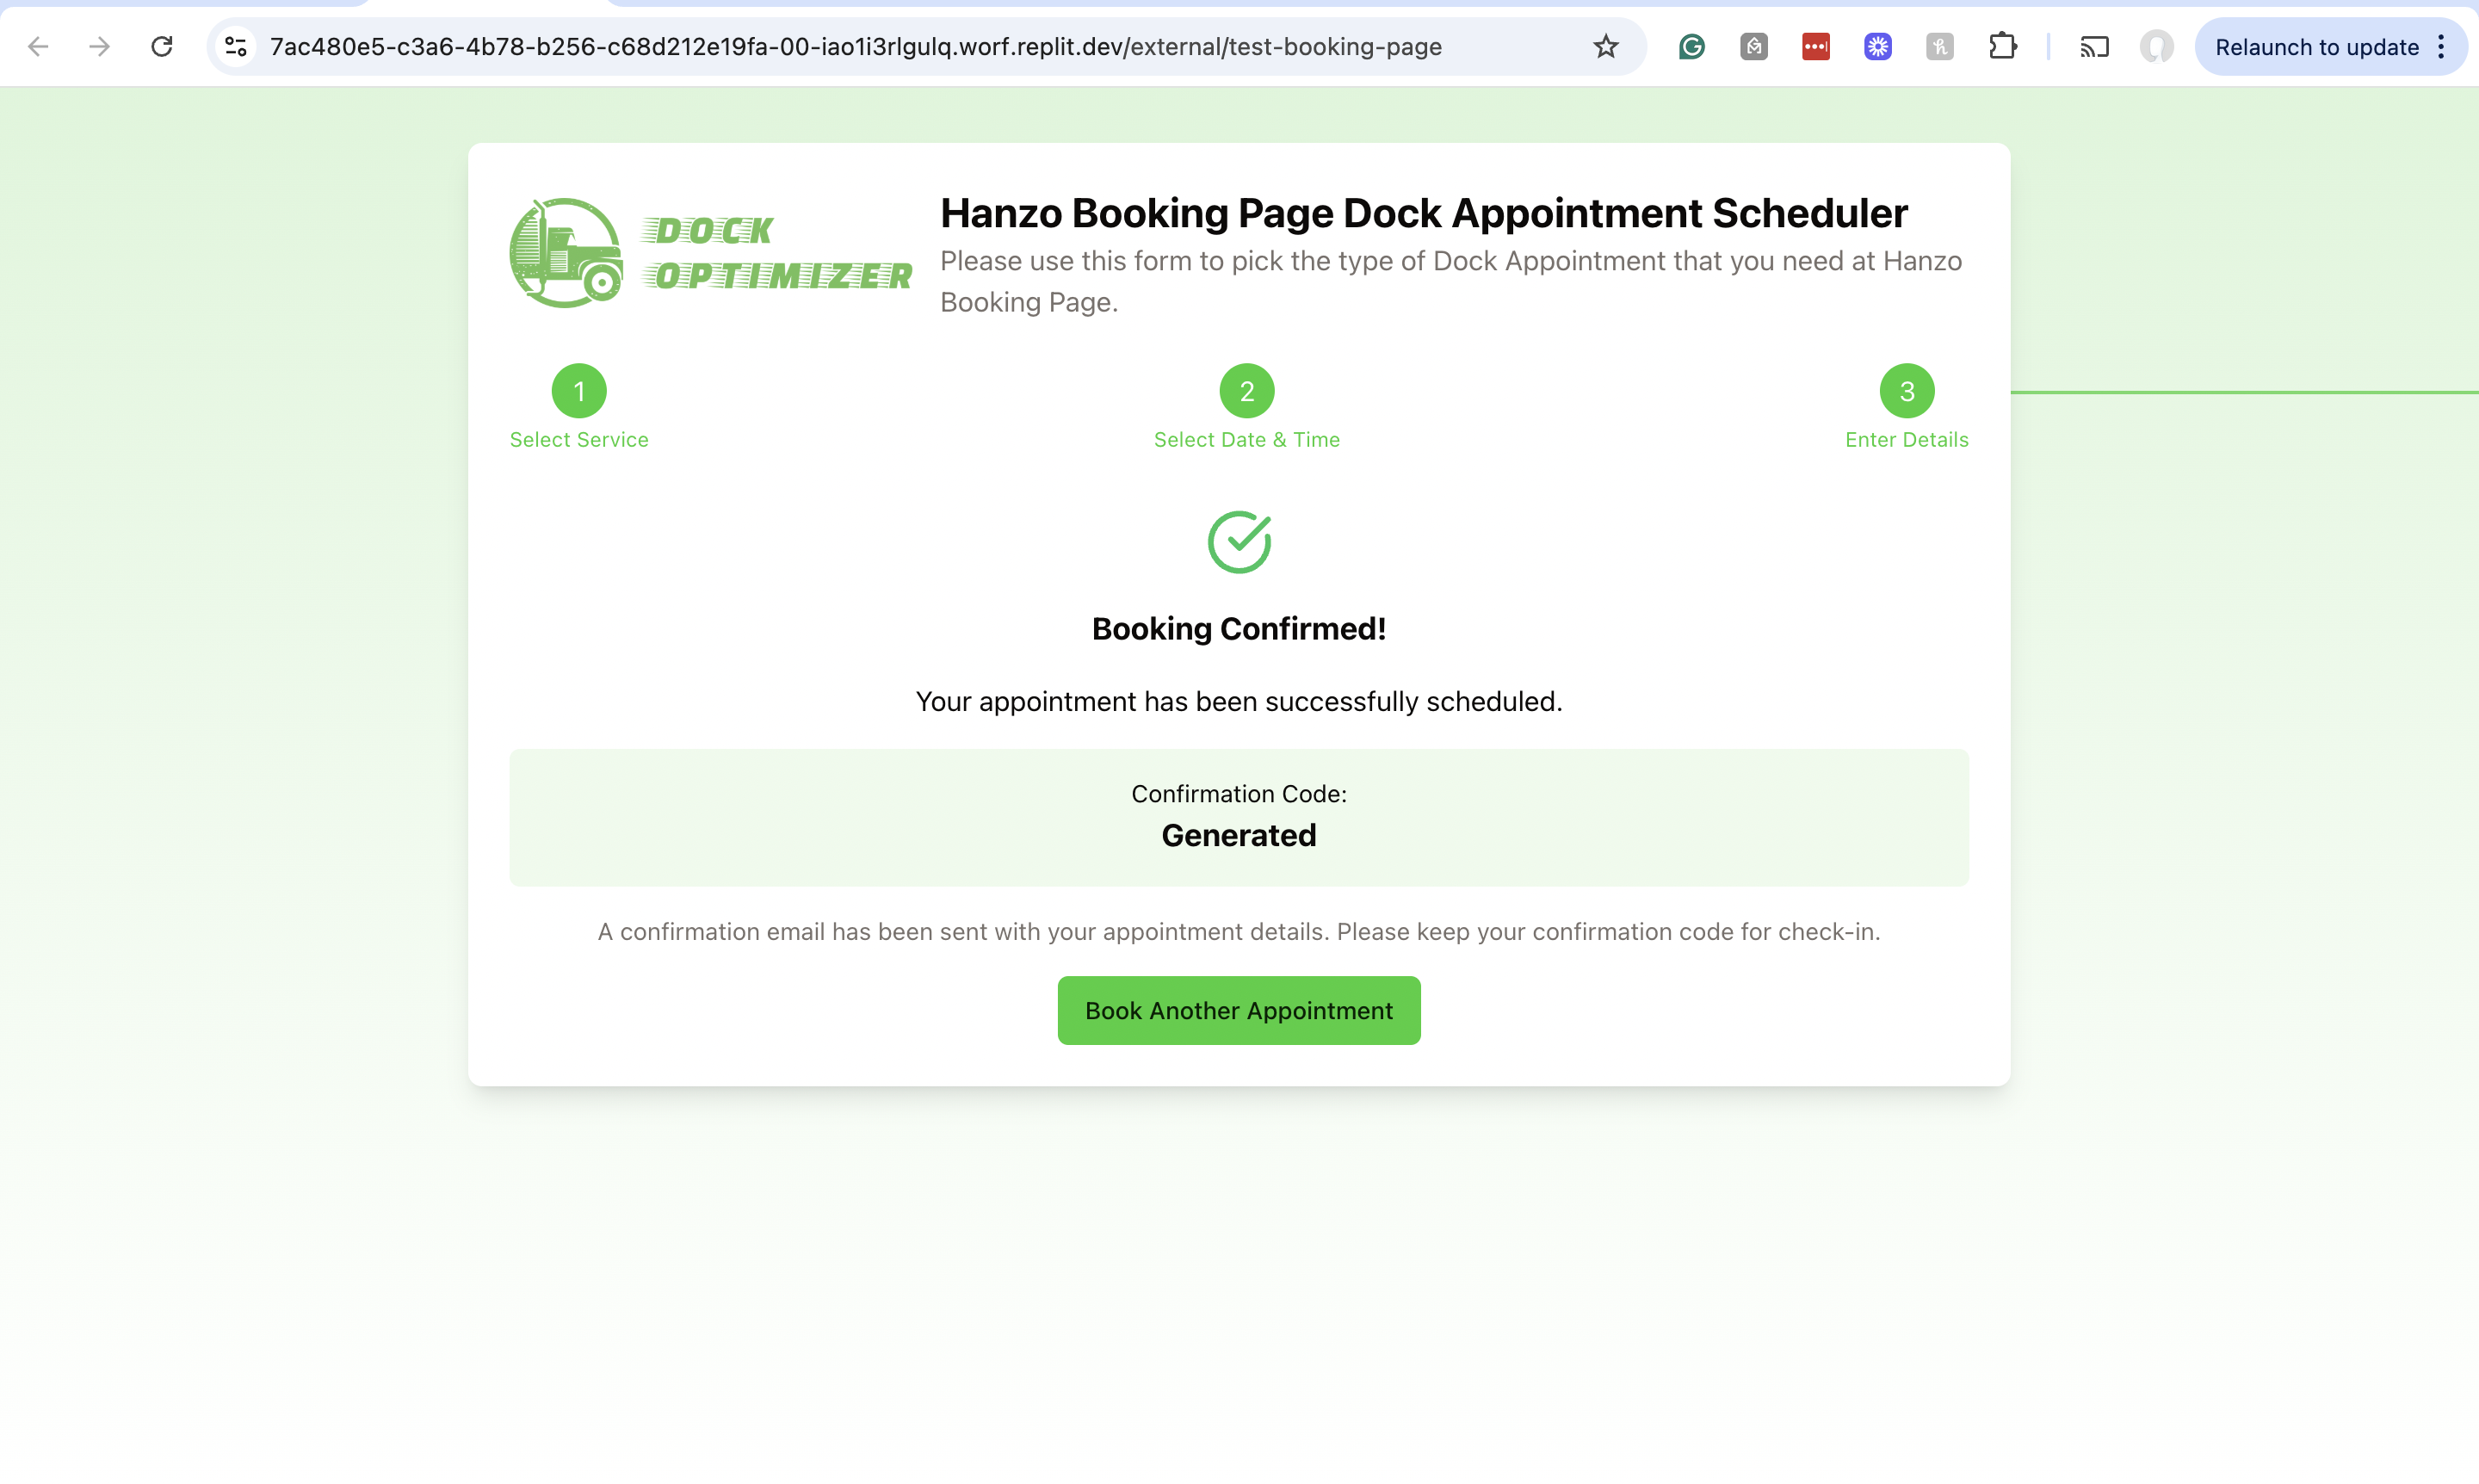 7ac480e5-c3a6-4b78-b256-c68d212e19fa-00-iao1i3rlgulq.worf.replit.dev/external/test-booking-page
Relaunch to update
DOCK
OPTIMIZER
Hanzo Booking Page Dock Appointment Scheduler
Please use this form to pick the type of Dock Appointment that you need at Hanzo
Booking Page.
1
2
3
Select Service
Select Date & Time
Enter Details
Booking Confirmed!
Your appointment has been successfully scheduled.
Confirmation Code:
Generated
A confirmation email has been sent with your appointment details. Please keep your confirmation code for check-in.
Book Another Appointment